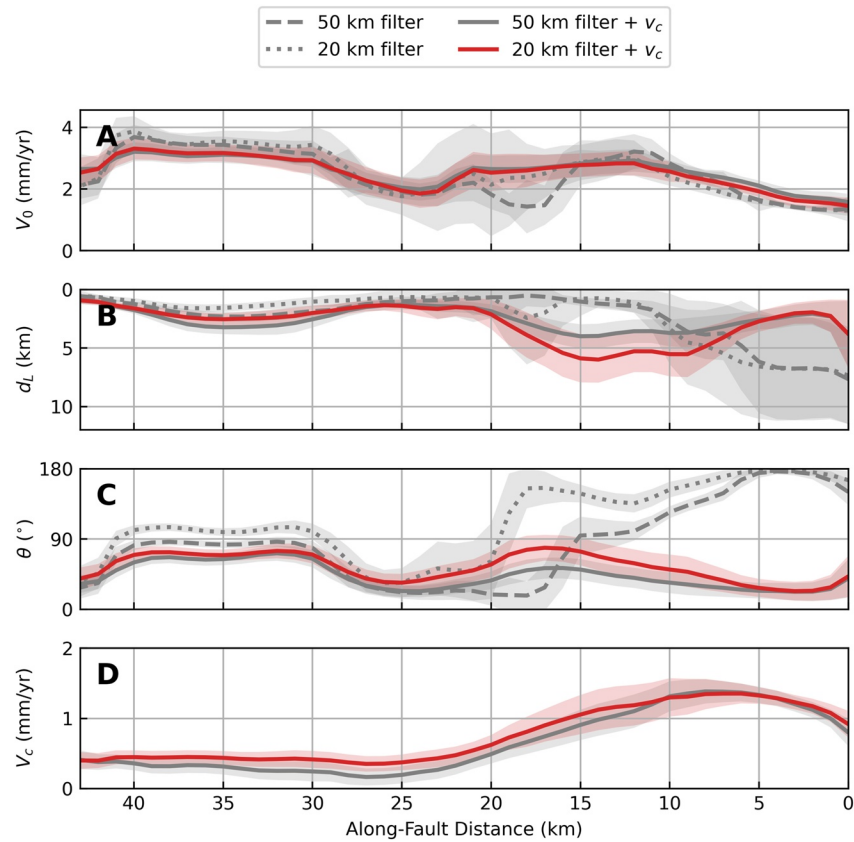 50 km filter
50 km filter + v_c
20 km filter
20 km filter + v_c
A
V_0 (mm/yr)
4
2
0
B
d_L (km)
0
5
10
C
θ (°)
180
90
0
D
V_c (mm/yr)
2
1
0
40 35 30 25 20 15 10 5 0
Along-Fault Distance (km)